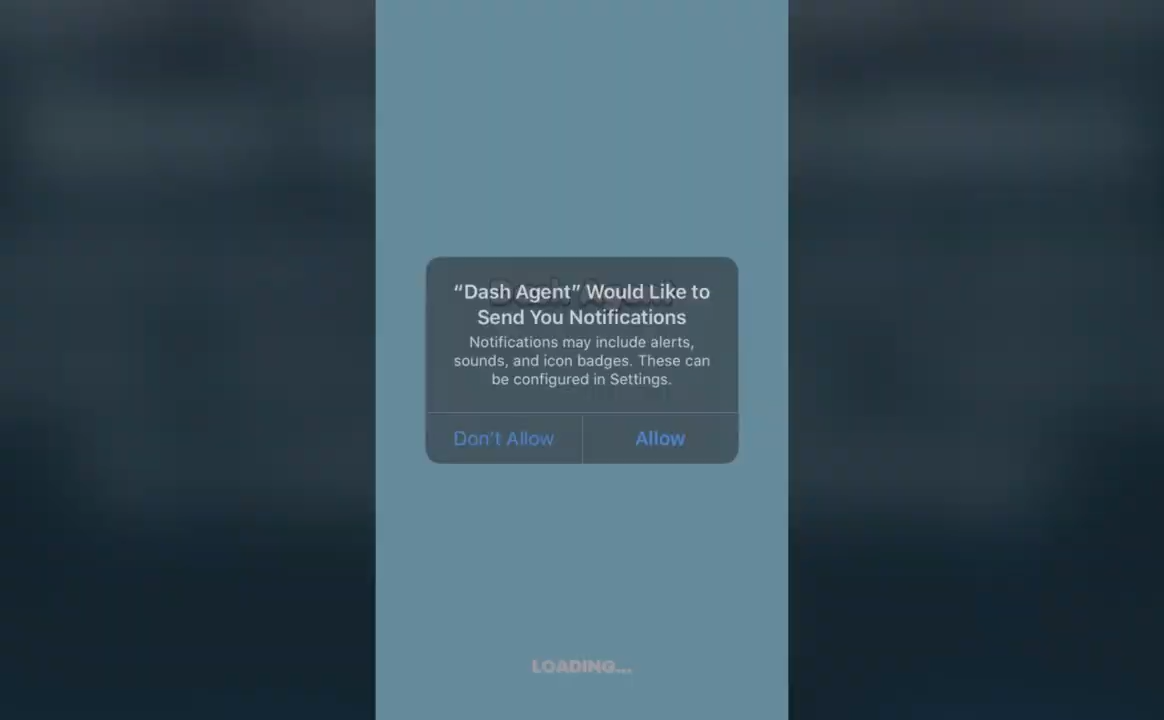 “Dash Agent” Would Like to
Send You Notifications
Notifications may include alerts,
sounds, and icon badges. These can
be configured in Settings.
Don’t Allow
Allow
LOADING...